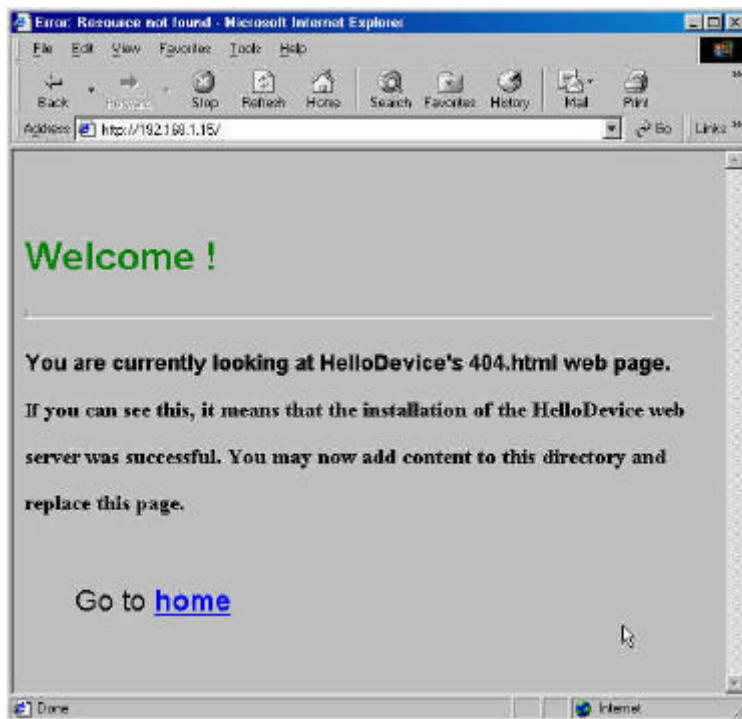 Error: Resource not found - Microsoft Internet Explorer
File Edit View Favorites Tools Help
Back Forward Stop Refresh Home Search Favorites History Mail Print
Address http://192.168.1.15/ Go Links »
Welcome !
You are currently looking at HelloDevice's 404.html web page.
If you can see this, it means that the installation of the HelloDevice web
server was successful. You may now add content to this directory and
replace this page.
Go to home
Done Internet